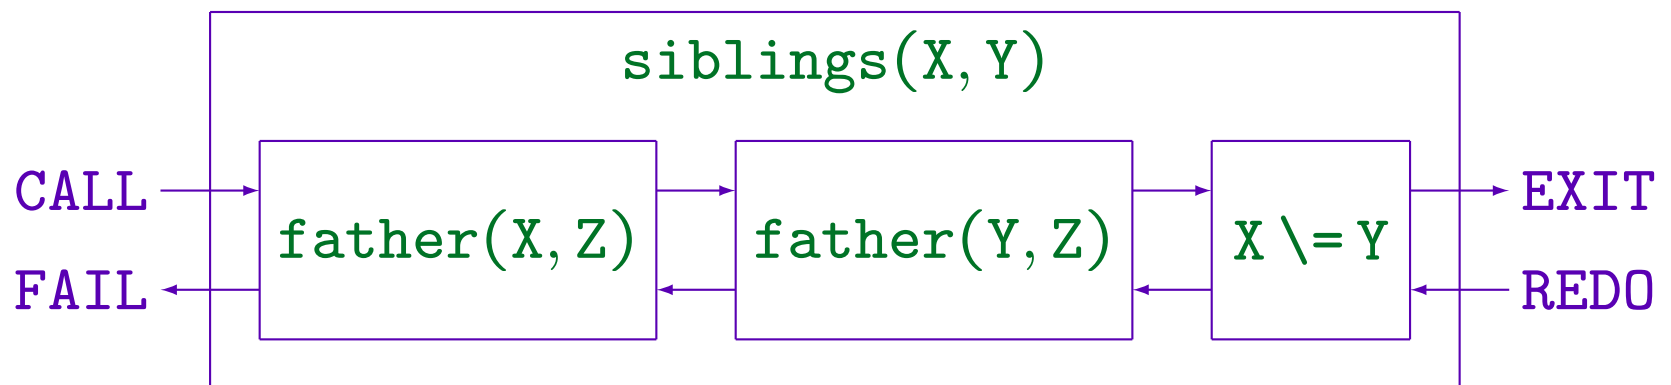 siblings(X, Y)
CALL
EXIT
father(X, Z)
father(Y, Z)
X \= Y
FAIL
REDO